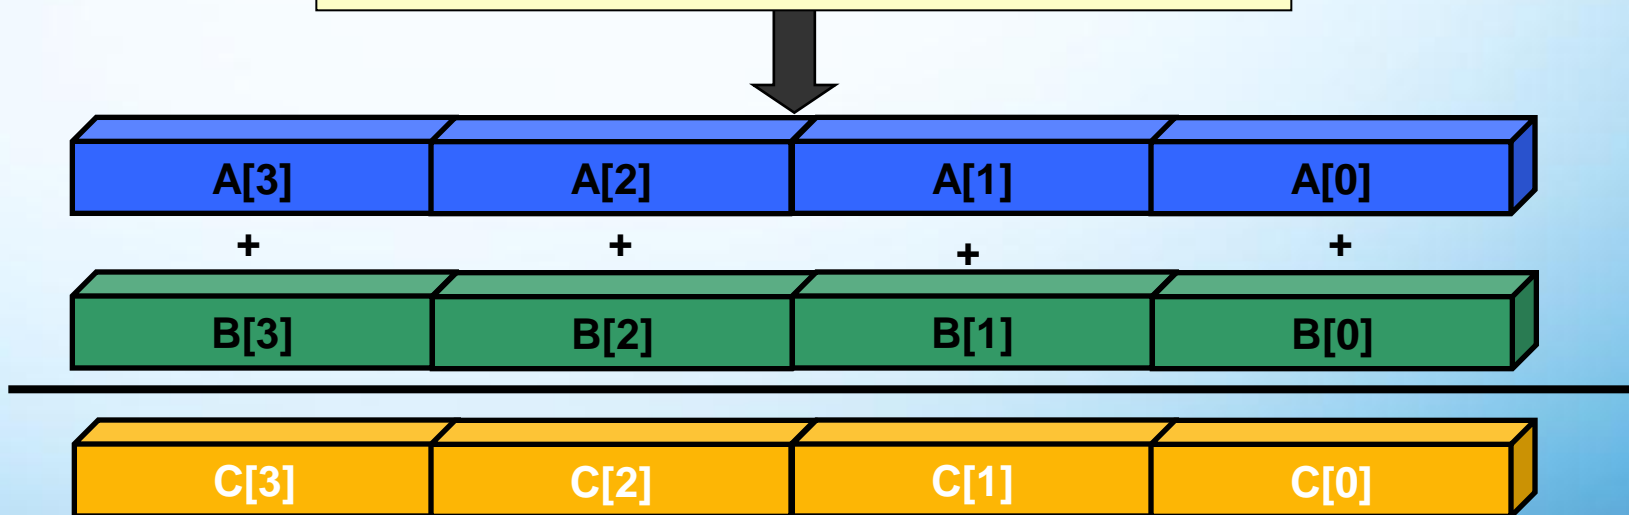 A[3] A[2] A[1] A[0]
+ + + +
B[3] B[2] B[1] B[0]
C[3] C[2] C[1] C[0]